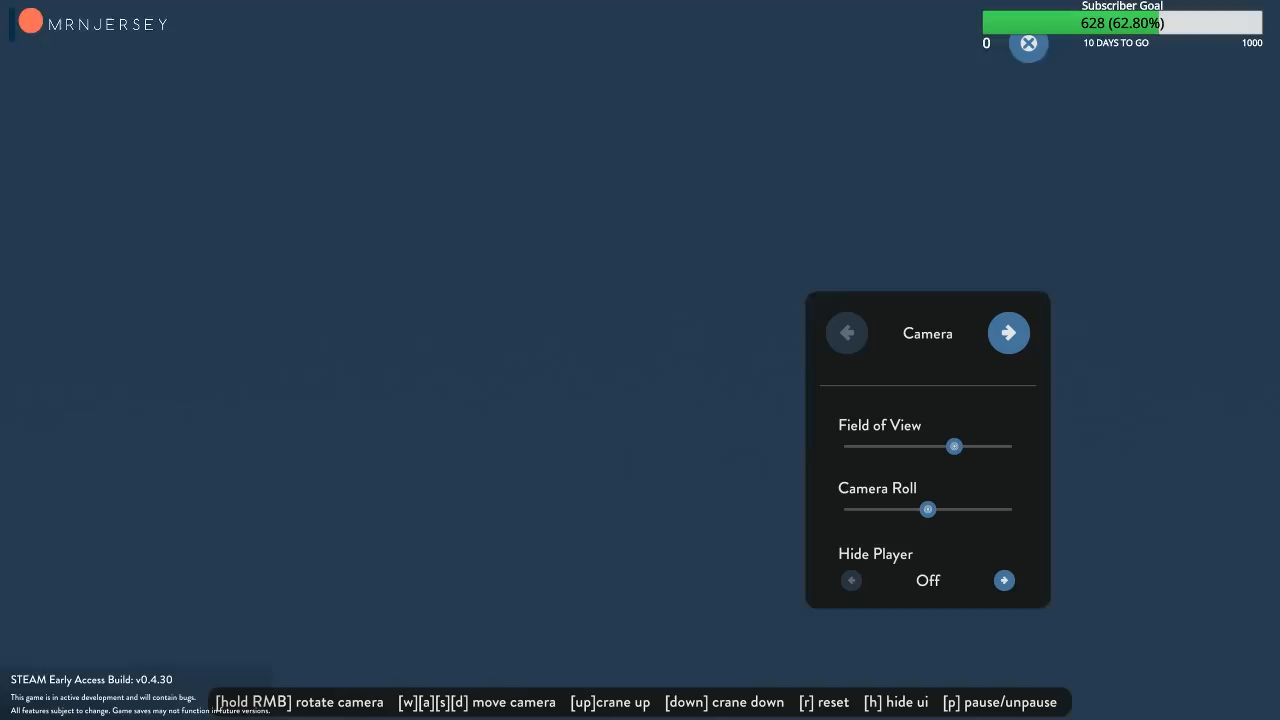 MRNJERSEY
Subscriber Goal
628 (62.80%)
0
10 DAYS TO GO
1000
Camera
Field of View
Camera Roll
Hide Player
Off
STEAM Early Access Build: v0.4.30
This game is in active development and will contain bugs.
All features subject to change. Game saves may not function in future versions.
[hold RMB] rotate camera [w][a][s][d] move camera [up]crane up [down] crane down [r] reset [h] hide ui [p] pause/unpause